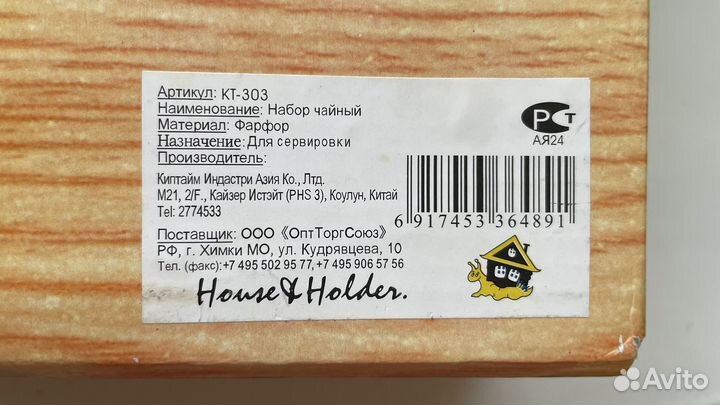 Артикул: КТ-303
Наименование: Набор чайный
Материал: Фарфор
Назначение: Для сервировки
Производитель:
Киптайм Индастри Азия Ко., Лтд.
М21, 2/F., Кайзер Истэйт (PHS 3), Коулун, Китай
Tel: 2774533
Поставщик: ООО《ОптТоргСоюз》
РФ, г. Химки МО, ул. Кудрявцева, 10
Тел. (факс):+7 495 502 95 77, +7 495 906 57 56
House & Holder.
РСТ
АЯ24
6 917453 364891
Avito